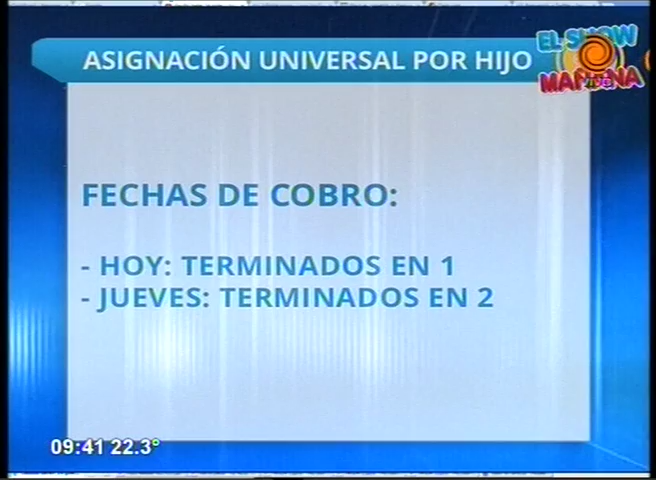 ASIGNACIÓN UNIVERSAL POR HIJO
EL SHOW
MAÑANA
FECHAS DE COBRO:
- HOY: TERMINADOS EN 1
- JUEVES: TERMINADOS EN 2
09:41 22.3°